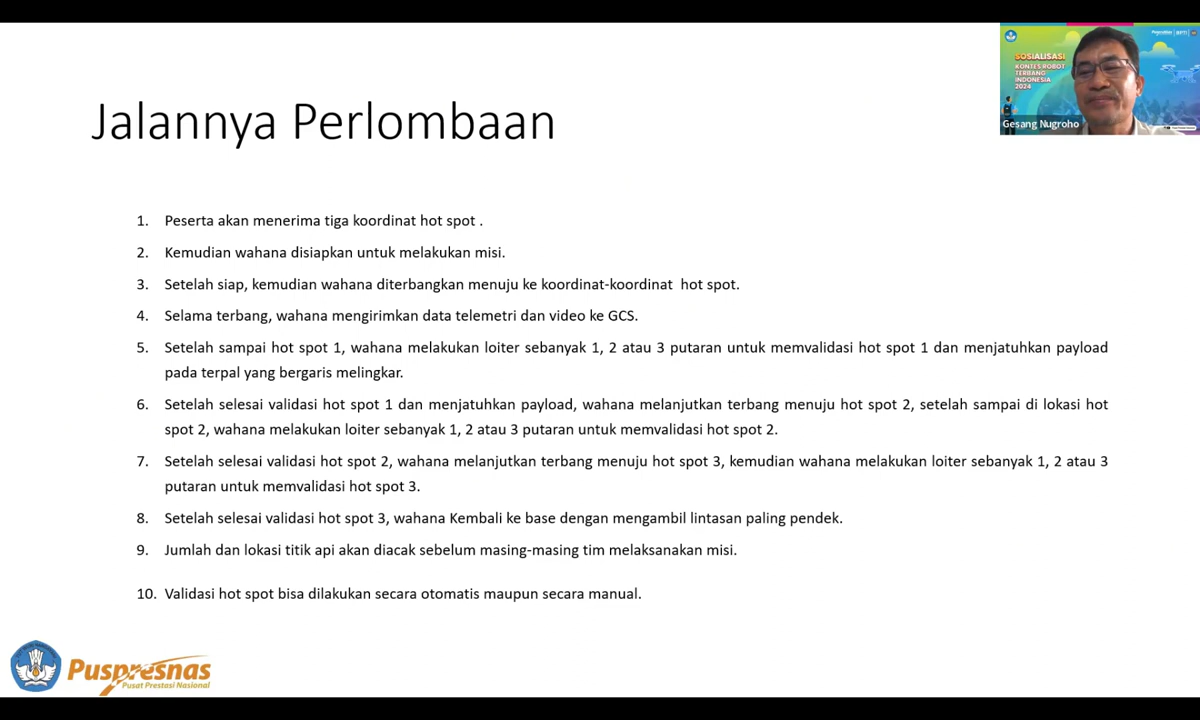 Jalannya Perlombaan
SOSIALISASI
KONTES ROBOT
TERBANG
INDONESIA
2024
Gesang Nugroho
1. Peserta akan menerima tiga koordinat hot spot .
2. Kemudian wahana disiapkan untuk melakukan misi.
3. Setelah siap, kemudian wahana diterbangkan menuju ke koordinat-koordinat hot spot.
4. Selama terbang, wahana mengirimkan data telemetri dan video ke GCS.
5. Setelah sampai hot spot 1, wahana melakukan loiter sebanyak 1, 2 atau 3 putaran untuk memvalidasi hot spot 1 dan menjatuhkan payload
pada terpal yang bergaris melingkar.
6. Setelah selesai validasi hot spot 1 dan menjatuhkan payload, wahana melanjutkan terbang menuju hot spot 2, setelah sampai di lokasi hot
spot 2, wahana melakukan loiter sebanyak 1, 2 atau 3 putaran untuk memvalidasi hot spot 2.
7. Setelah selesai validasi hot spot 2, wahana melanjutkan terbang menuju hot spot 3, kemudian wahana melakukan loiter sebanyak 1, 2 atau 3
putaran untuk memvalidasi hot spot 3.
8. Setelah selesai validasi hot spot 3, wahana Kembali ke base dengan mengambil lintasan paling pendek.
9. Jumlah dan lokasi titik api akan diacak sebelum masing-masing tim melaksanakan misi.
10. Validasi hot spot bisa dilakukan secara otomatis maupun secara manual.
Puspresnas
Pusat Prestasi Nasional